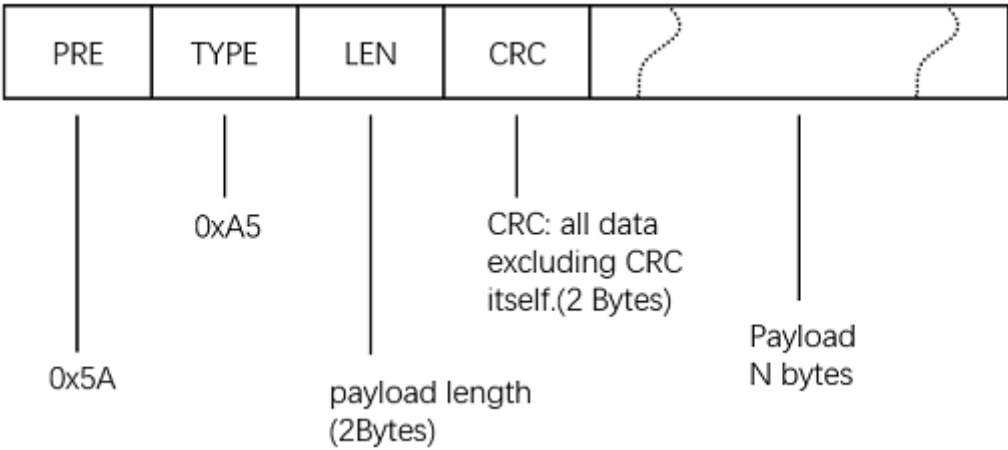 PRE
TYPE
LEN
CRC
0xA5
CRC: all data
excluding CRC
itself.(2 Bytes)
Payload
N bytes
0x5A
payload length
(2Bytes)